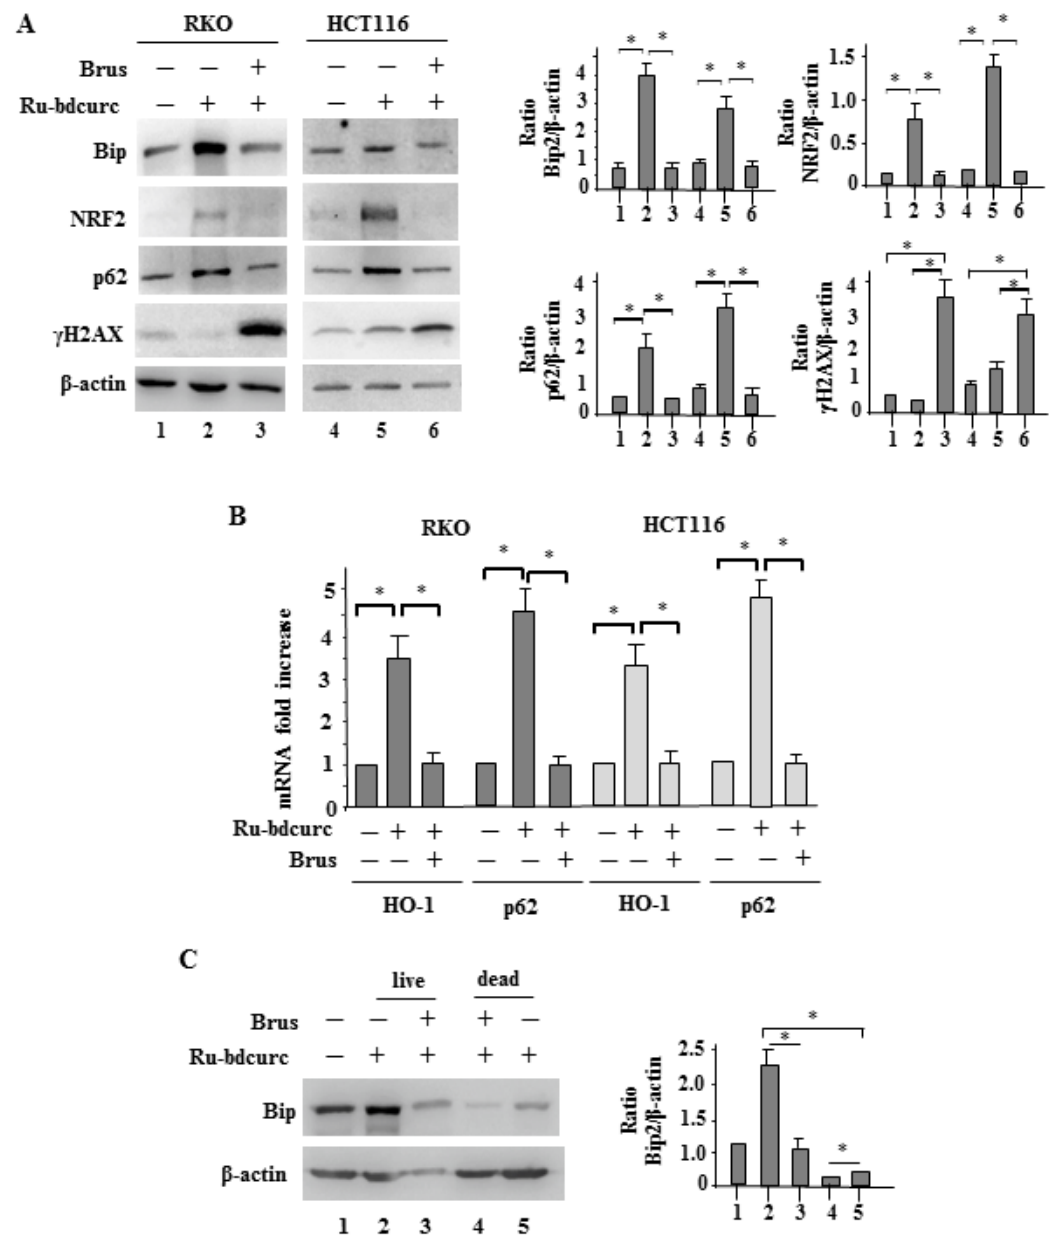 A
RKO
HCT116
Brus – – + – – +
Ru-bdcurc – + + – + +
Bip
NRF2
p62
γH2AX
β-actin
1 2 3 4 5 6
Ratio
Bip2/β-actin
4
3
2
1
0
1 2 3 4 5 6
* * * *
Ratio
NRF2/β-actin
1.5
1.0
0.5
0
1 2 3 4 5 6
* * * *
Ratio
p62/β-actin
4
3
2
1
0
1 2 3 4 5 6
* * * *
Ratio
γH2AX/β-actin
4
3
2
1
0
1 2 3 4 5 6
* * * *
B
RKO
HCT116
* * * * * * * *
mRNA fold increase
5
4
3
2
1
0
Ru-bdcurc – + + – + + – + + – + +
Brus – – + – – + – – + – – +
HO-1 p62 HO-1 p62
C
live dead
Brus – – + + –
Ru-bdcurc – + + + +
Bip
β-actin
1 2 3 4 5
Ratio
Bip2/β-actin
2.5
2.0
1.5
1.0
0
1 2 3 4 5
* * *